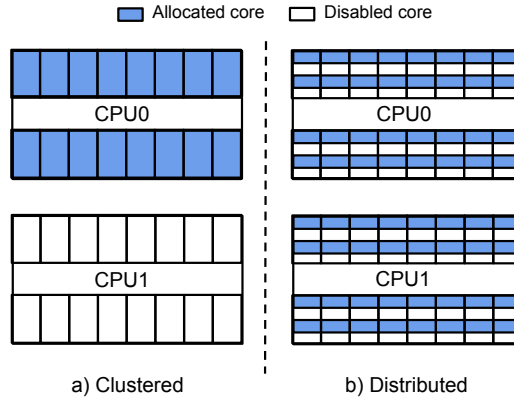 Allocated core Disabled core
CPU0 CPU0
CPU1 CPU1
a) Clustered b) Distributed